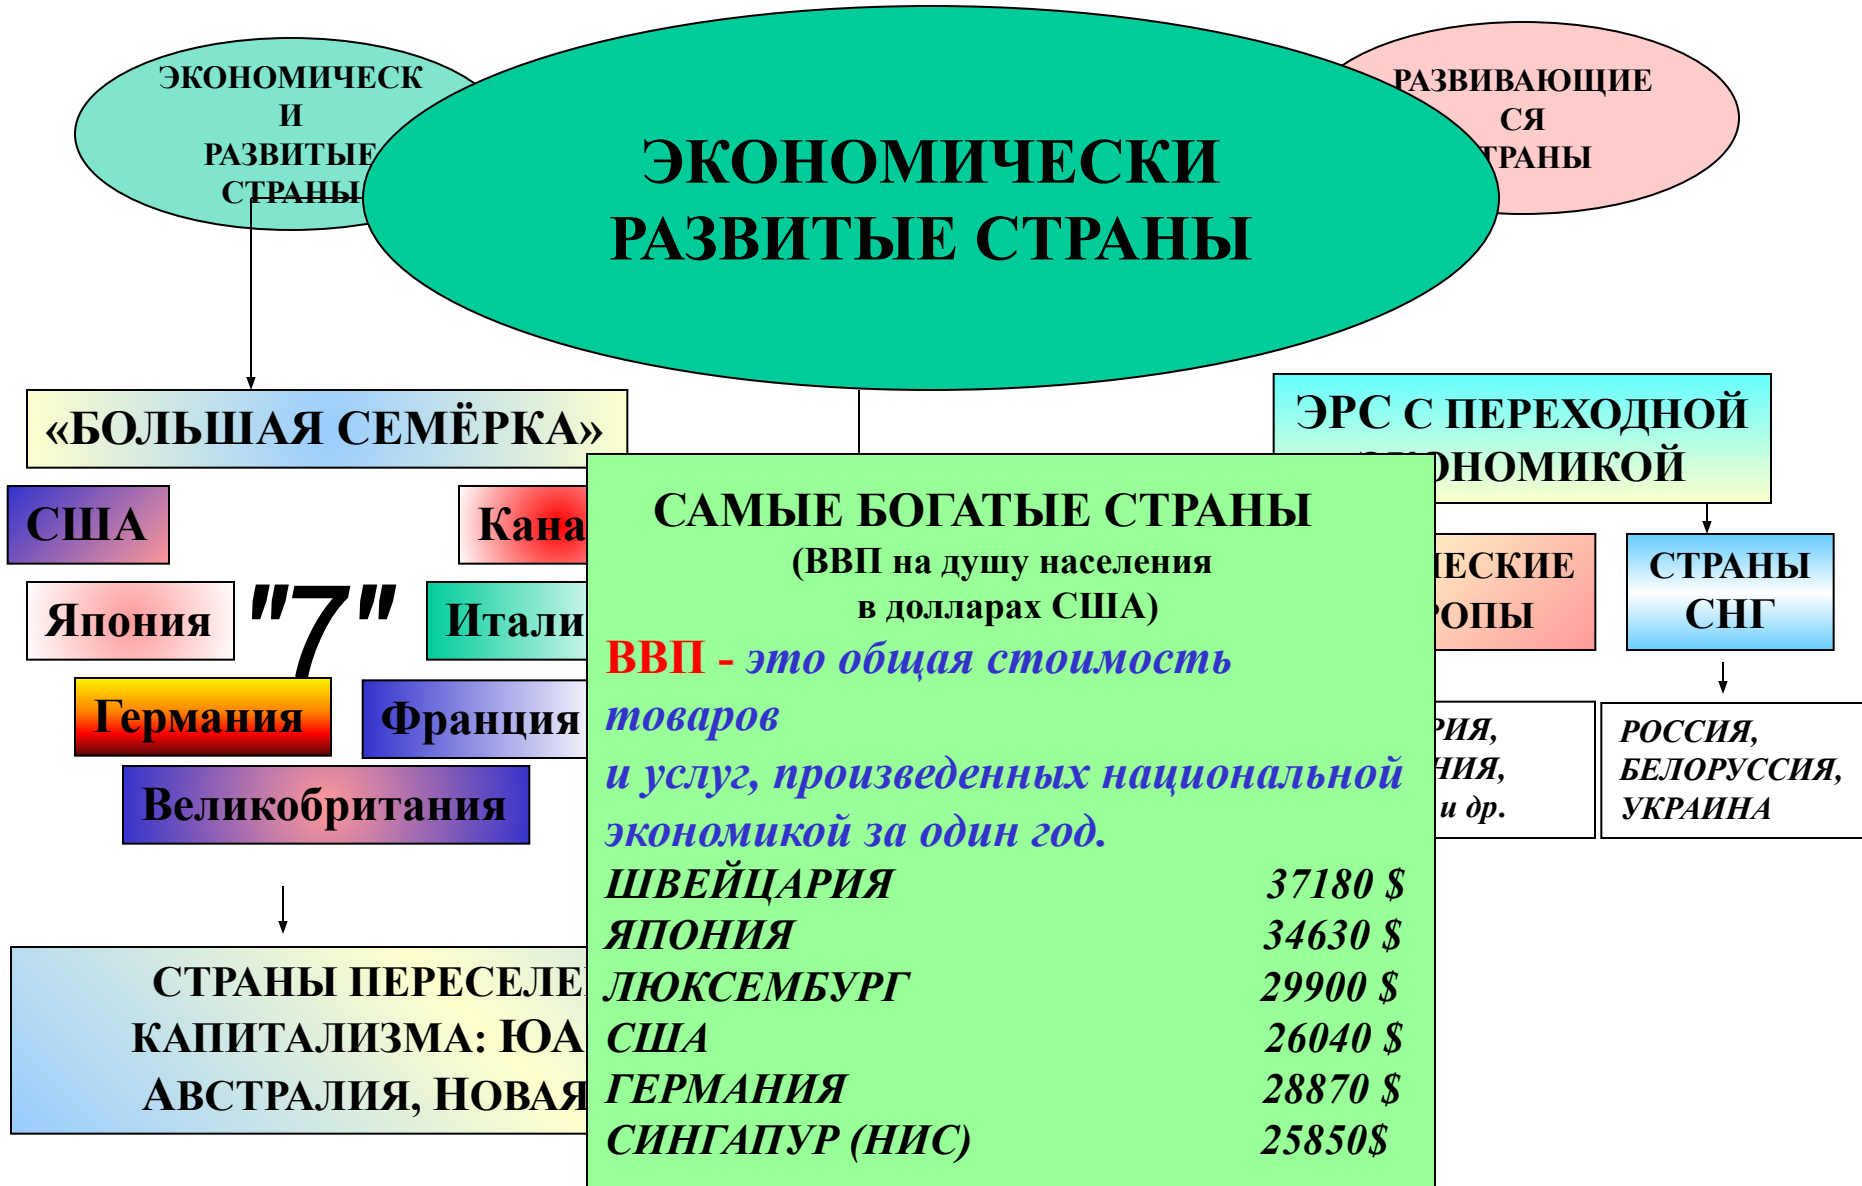 ЭКОНОМИЧЕСК
И
РАЗВИТЫЕ
СТРАНЫ
ЭКОНОМИЧЕСКИ
РАЗВИТЫЕ СТРАНЫ
РАЗВИВАЮЩИЕ
СЯ
ТРАНЫ
«БОЛЬШАЯ СЕМЁРКА»
США
Кана
Япония
"7"
Итали
Германия
Франция
Великобритания
СТРАНЫ ПЕРЕСЕЛЕ
КАПИТАЛИЗМА: ЮА
АВСТРАЛИЯ, НОВАЯ
САМЫЕ БОГАТЫЕ СТРАНЫ
(ВВП на душу населения
в долларах США)
ВВП - это общая стоимость
товаров
и услуг, произведенных национальной
экономикой за один год.
ШВЕЙЦАРИЯ 37180 $
ЯПОНИЯ 34630 $
ЛЮКСЕМБУРГ 29900 $
США 26040 $
ГЕРМАНИЯ 28870 $
СИНГАПУР (НИС) 25850$
ЭРС С ПЕРЕХОДНОЙ
ЭКОНОМИКОЙ
ЕСКИЕ
РОПЫ
СТРАНЫ
СНГ
РИЯ,
НИЯ,
и др.
РОССИЯ,
БЕЛОРУССИЯ,
УКРАИНА